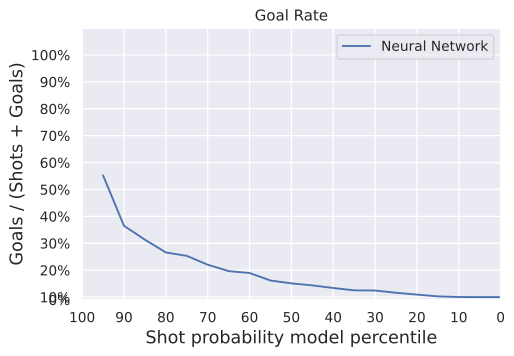 Goal Rate
Neural Network
Goals / (Shots + Goals)
100%
90%
80%
70%
60%
50%
40%
30%
20%
10%
0%
100 90 80 70 60 50 40 30 20 10 0
Shot probability model percentile